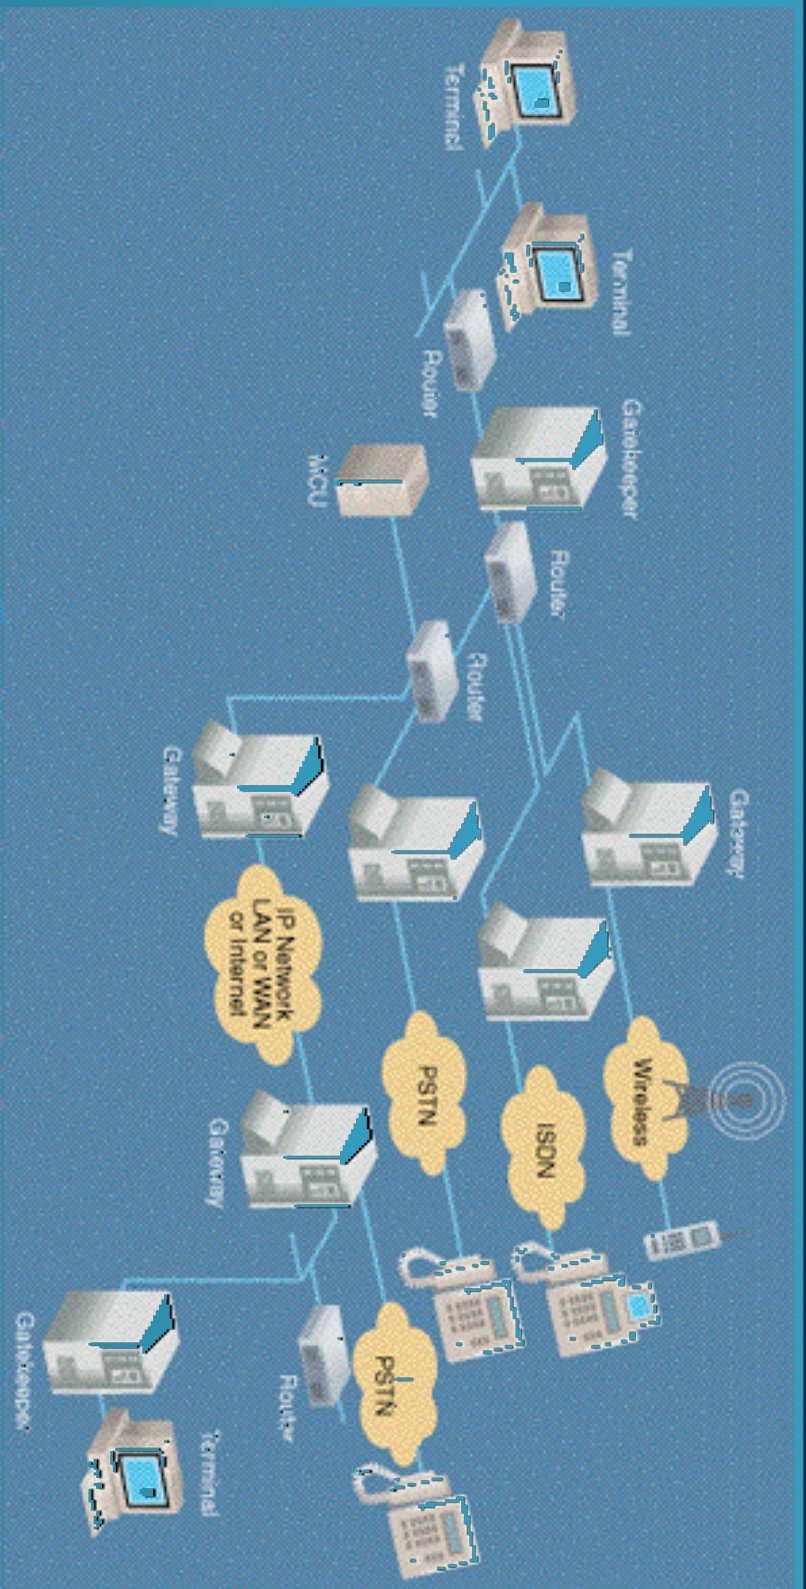 Gateway
Wireless
Gatekeeper
Terminal
Router
ISDN
Router
Terminal
Router
PSTN
PSTN
MCU
IP Network
LAN or WAN
or Internet
Router
Gateway
Terminal
Gateway
Gatekeeper